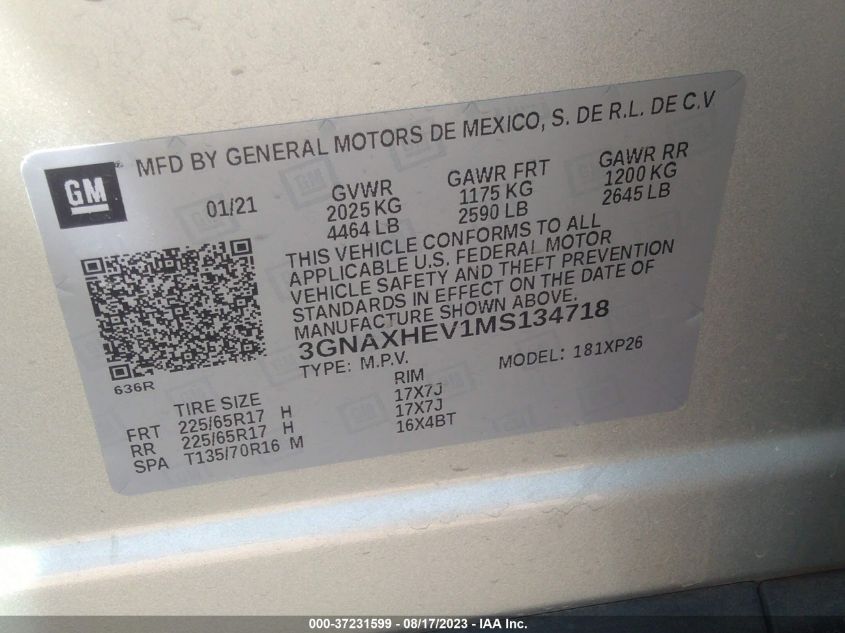 GM
MFD BY GENERAL MOTORS DE MEXICO, S. DE R.L. DE C.V
01/21
GVWR
2025 KG
4464 LB
GAWR FRT
1175 KG
2590 LB
GAWR RR
1200 KG
2645 LB
THIS VEHICLE CONFORMS TO ALL
APPLICABLE U.S. FEDERAL MOTOR
VEHICLE SAFETY AND THEFT PREVENTION
STANDARDS IN EFFECT ON THE DATE OF
MANUFACTURE SHOWN ABOVE.
3GNAXHEV1MS134718
TYPE: M.P.V. MODEL: 181XP26
636R
TIRE SIZE RIM
FRT 225/65R17 H 17X7J
RR 225/65R17 H 17X7J
SPA T135/70R16 M 16X4BT
000-37231599 - 08/17/2023 - Copyright IAA, Inc.